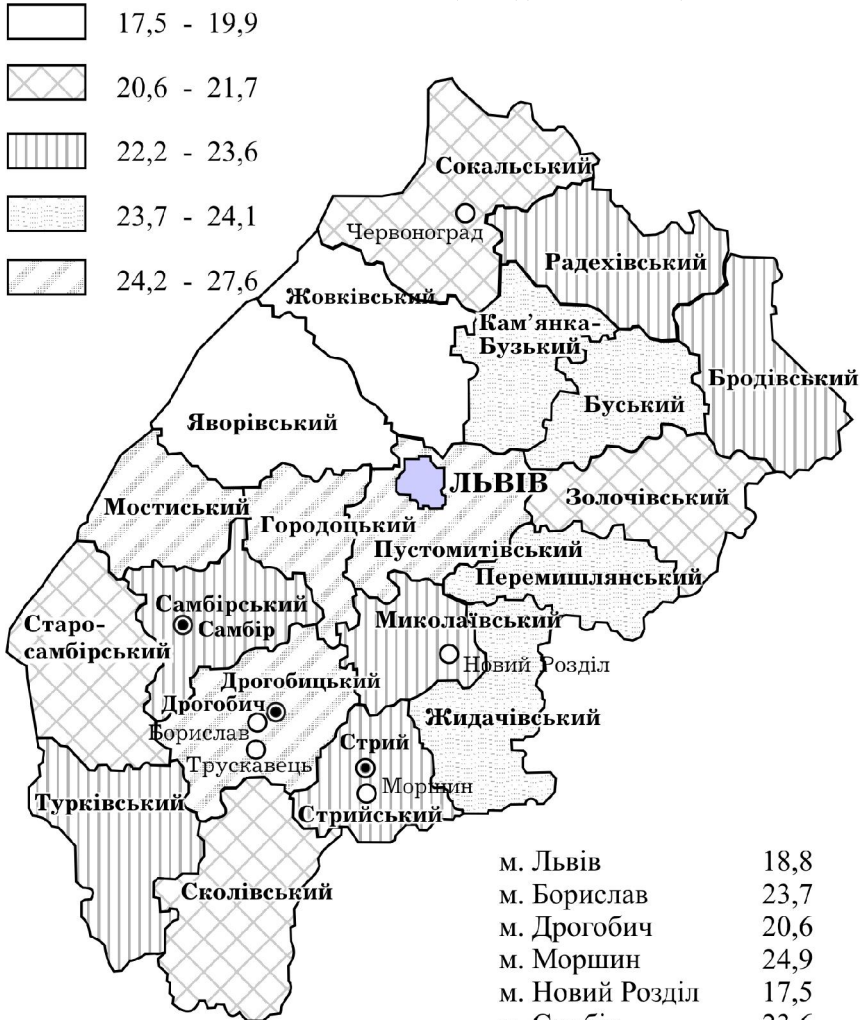 17,5 - 19,9
20,6 - 21,7
22,2 - 23,6
23,7 - 24,1
24,2 - 27,6
Сокальський
Червоноград
Радехівський
Жовківський
Кам’янка-
Бузький
Бродівський
Буський
Яворівський
ЛЬВІВ
Золочівський
Мостиський
Городоцький
Пустомитівський
Перемишлянський
Самбірський
Самбір
Старо-
самбірський
Миколаївський
Новий Розділ
Дрогобицький
Дрогобич
Борислав
Трускавець
Жидачівський
Стрий
Моршин
Стрийський
Турківський
Сколівський
м. Львів 18,8
м. Борислав 23,7
м. Дрогобич 20,6
м. Моршин 24,9
м. Новий Розділ 17,5